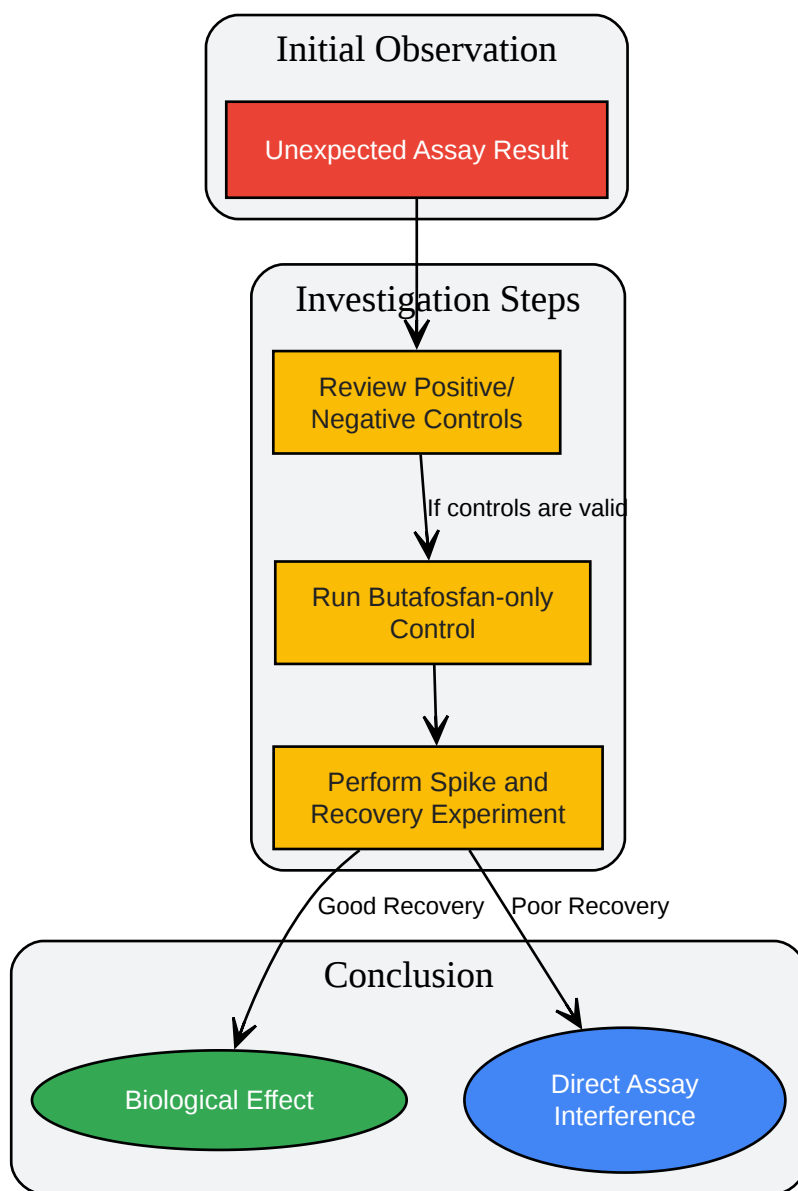 Initial Observation
Unexpected Assay Result
Investigation Steps
Review Positive/
Negative Controls
If controls are valid
Run Butafosfan-only
Control
Perform Spike and
Recovery Experiment
Good Recovery
Poor Recovery
Conclusion
Biological Effect
Direct Assay
Interference